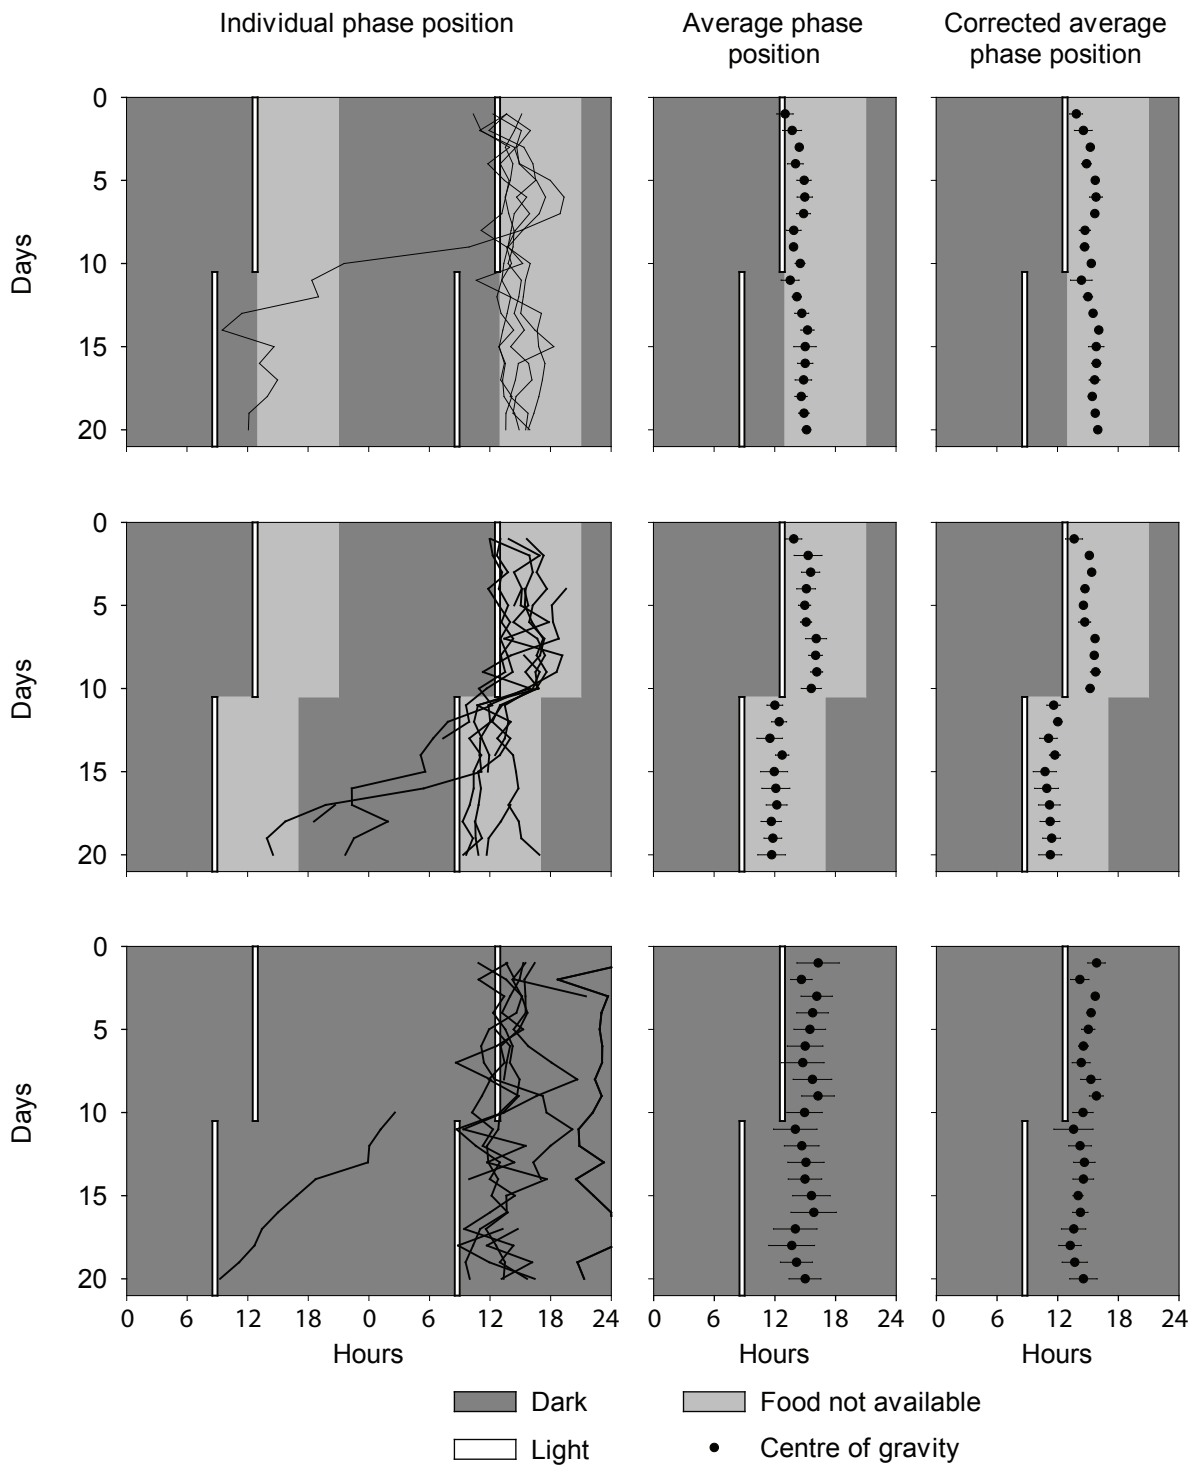 Individual phase position
Average phase
position
Corrected average
phase position
Days
0
5
10
15
20
Days
0
5
10
15
20
Days
0
5
10
15
20
0 6 12 18 0 6 12 18 24
0 6 12 18 24
0 6 12 18 24
Hours
Hours
Hours
Dark
Food not available
Light
Centre of gravity